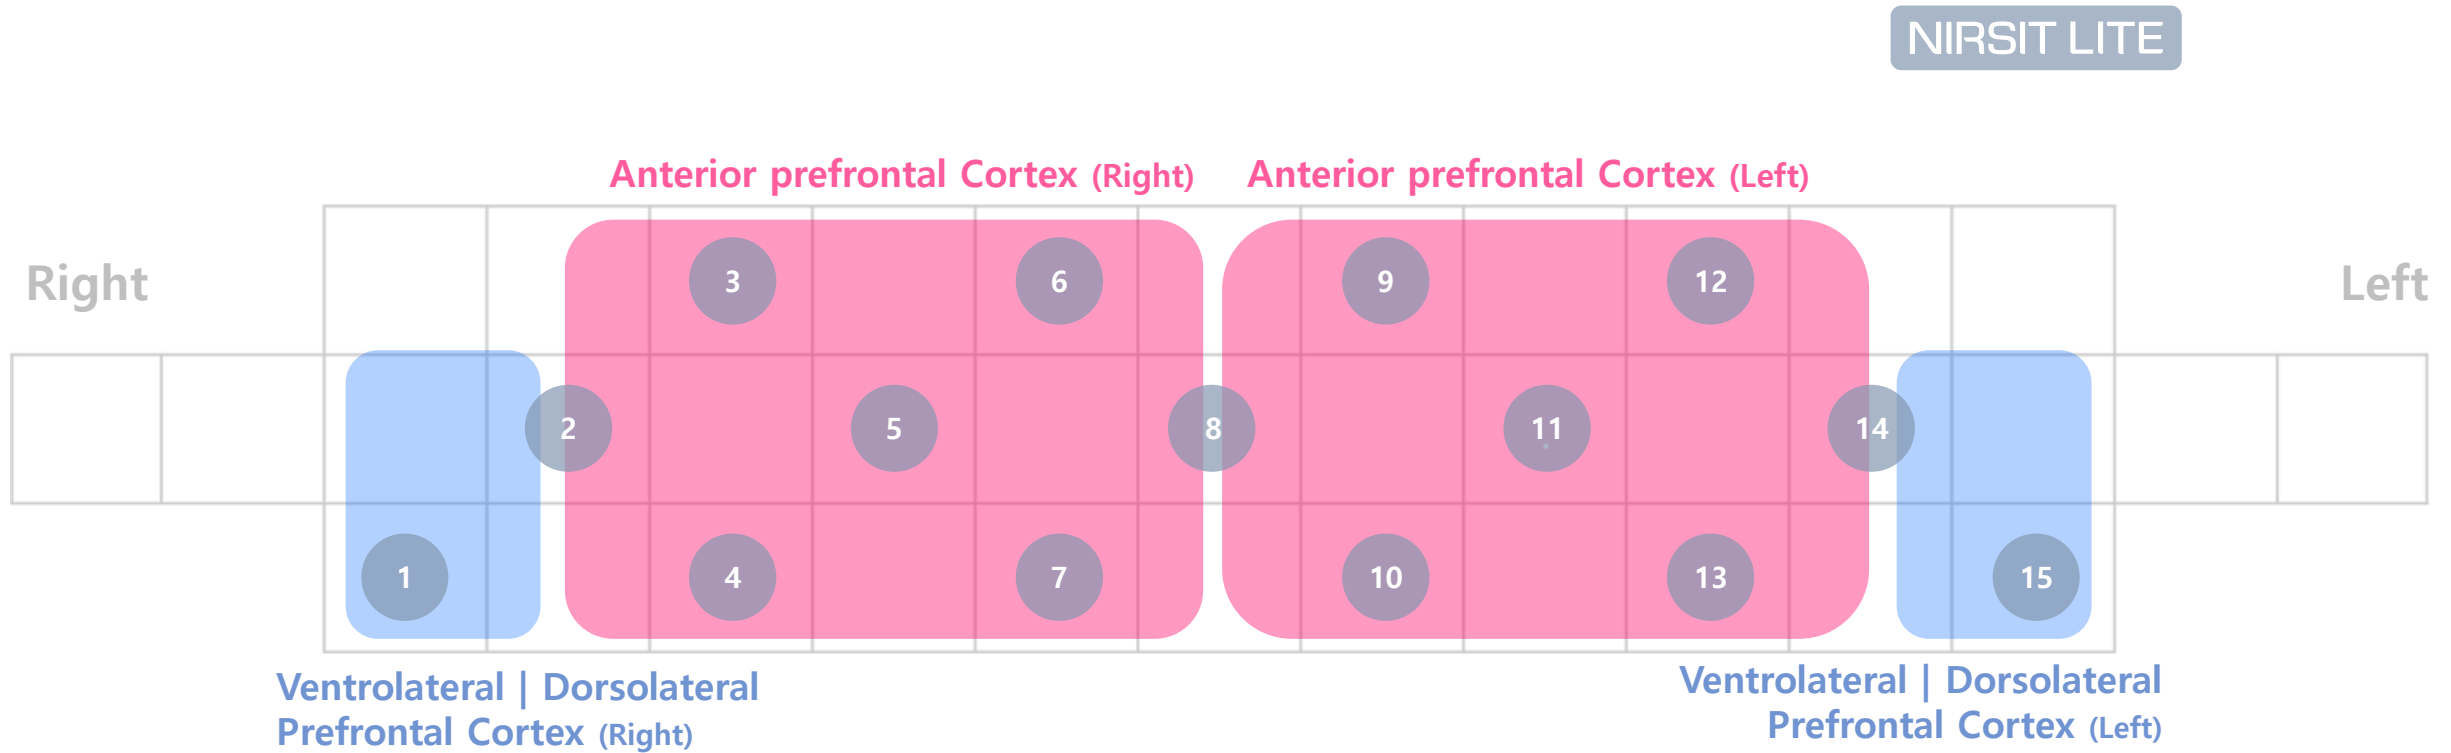 NIRSIT LITE
Anterior prefrontal Cortex (Right)
Anterior prefrontal Cortex (Left)
Right
Left
3
6
9
12
2
5
8
11
14
1
4
7
10
13
15
Ventrolateral | Dorsolateral
Prefrontal Cortex (Right)
Ventrolateral | Dorsolateral
Prefrontal Cortex (Left)